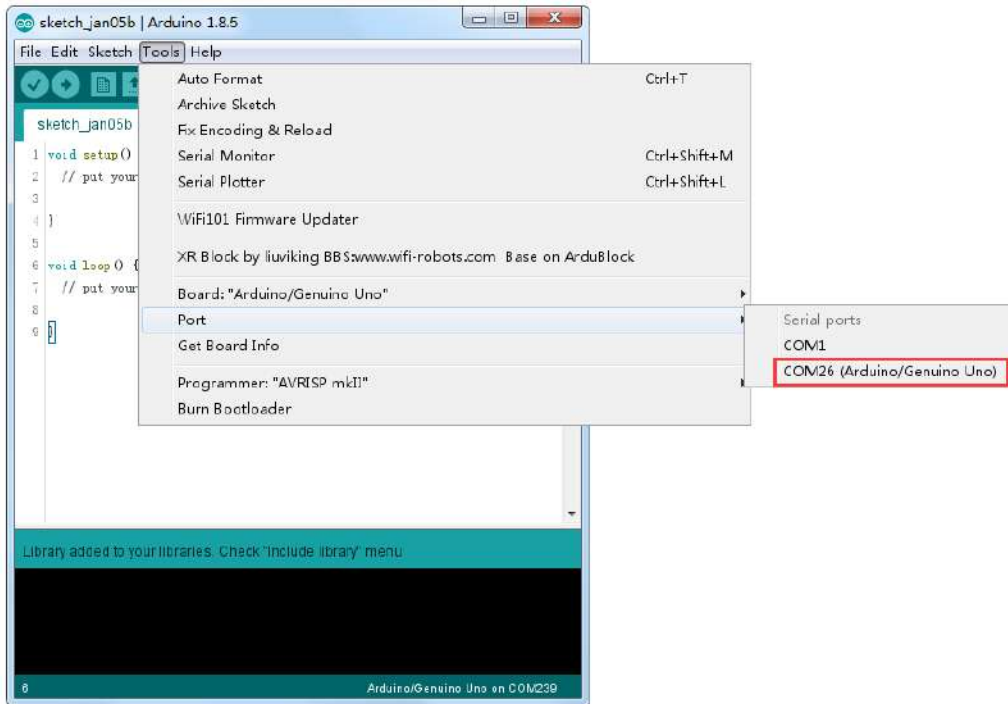 sketch_jan05b | Arduino 1.8.5
File Edit Sketch Tools Help
Auto Format Ctrl+T
Archive Sketch
sketch_jan05b
Fix Encoding & Reload
1 void setup()
Serial Monitor Ctrl+Shift+M
2 // put your
Serial Plotter Ctrl+Shift+L
3
4 }
WiFi101 Firmware Updater
5
XR Block by liuviking BBS:www.wifi-robots.com Base on ArduBlock
6 void loop() {
7 // put your
Board: "Arduino/Genuino Uno"
8
Port
Serial ports
9 }
Get Board Info
COM1
COM26 (Arduino/Genuino Uno)
Programmer: "AVRISP mkII"
Burn Bootloader
Library added to your libraries. Check "Include library" menu
6 Arduino/Genuino Uno on COM239